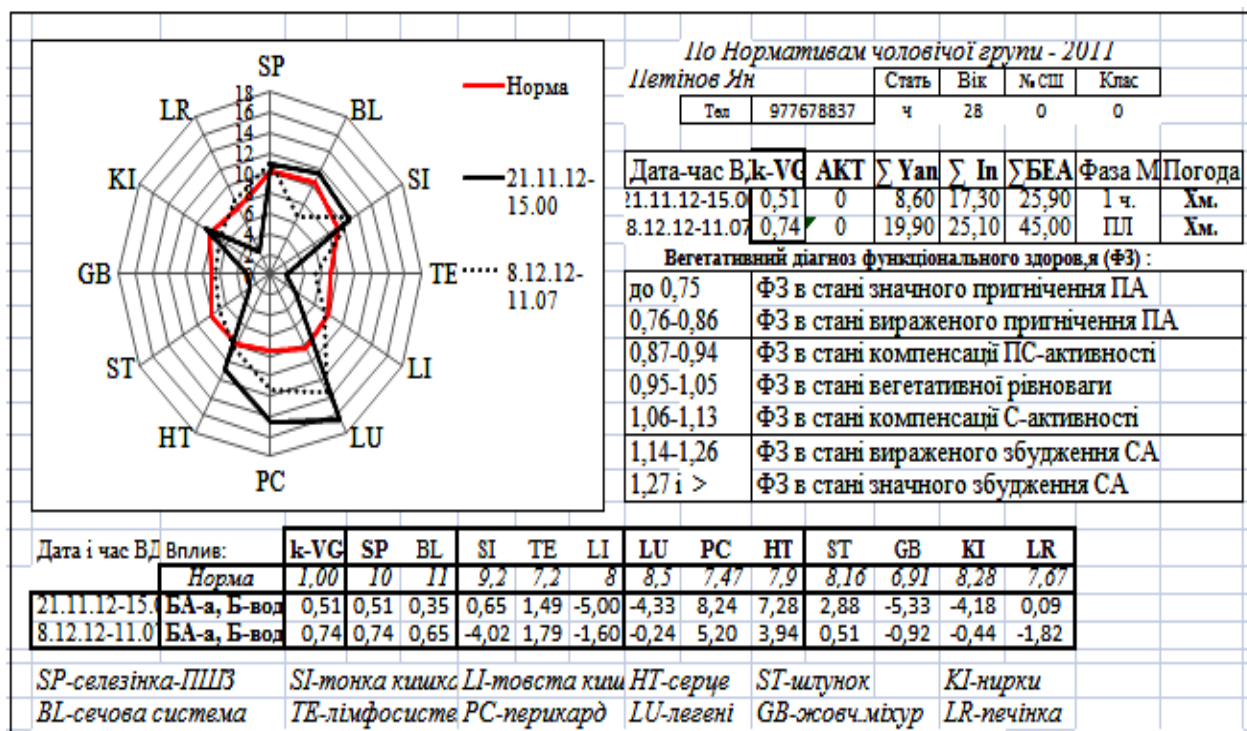 По Нормативам чоловічої групи - 2011
Петінов Ян Стать Вік № СШ Клас
Тел 977678837 ч 28 0 0
SP
BL
SI
TE
LI
LU
PC
HT
ST
GB
KI
LR
18
16
14
12
10
8
6
4
2
0
Норма
21.11.12-
15.00
8.12.12-
11.07
Дата-час В, k-VG АКТ ∑ Yan ∑ In ∑БЕА Фаза М Погода
21.11.12-15.00 0,51 0 8,60 17,30 25,90 1 ч. Хм.
8.12.12-11.07 0,74 0 19,90 25,10 45,00 ПЛ Хм.
Вегетативний діагноз функціонального здоров,я (ФЗ) :
до 0,75 ФЗ в стані значного пригнічення ПА
0,76-0,86 ФЗ в стані вираженого пригнічення ПА
0,87-0,94 ФЗ в стані компенсації ПС-активності
0,95-1,05 ФЗ в стані вегетативної рівноваги
1,06-1,13 ФЗ в стані компенсації С-активності
1,14-1,26 ФЗ в стані вираженого збудження СА
1,27 і > ФЗ в стані значного збудження СА
Дата і час ВД Вплив: k-VG SP BL SI TE LI LU PC HT ST GB KI LR
Норма 1,00 10 11 9,2 7,2 8 8,5 7,47 7,9 8,16 6,91 8,28 7,67
21.11.12-15.0 БА-а, Б-вод 0,51 0,51 0,35 0,65 1,49 -5,00 -4,33 8,24 7,28 2,88 -5,33 -4,18 0,09
8.12.12-11.07 БА-а, Б-вод 0,74 0,74 0,65 -4,02 1,79 -1,60 -0,24 5,20 3,94 0,51 -0,92 -0,44 -1,82
SP-селезінка-ПШЗ SI-тонка кишка LI-товста киш HT-серце ST-шлунок KI-нирки
BL-сечова система TE-лімфосисте PC-перикард LU-легені GB-жовч.міхур LR-печінка